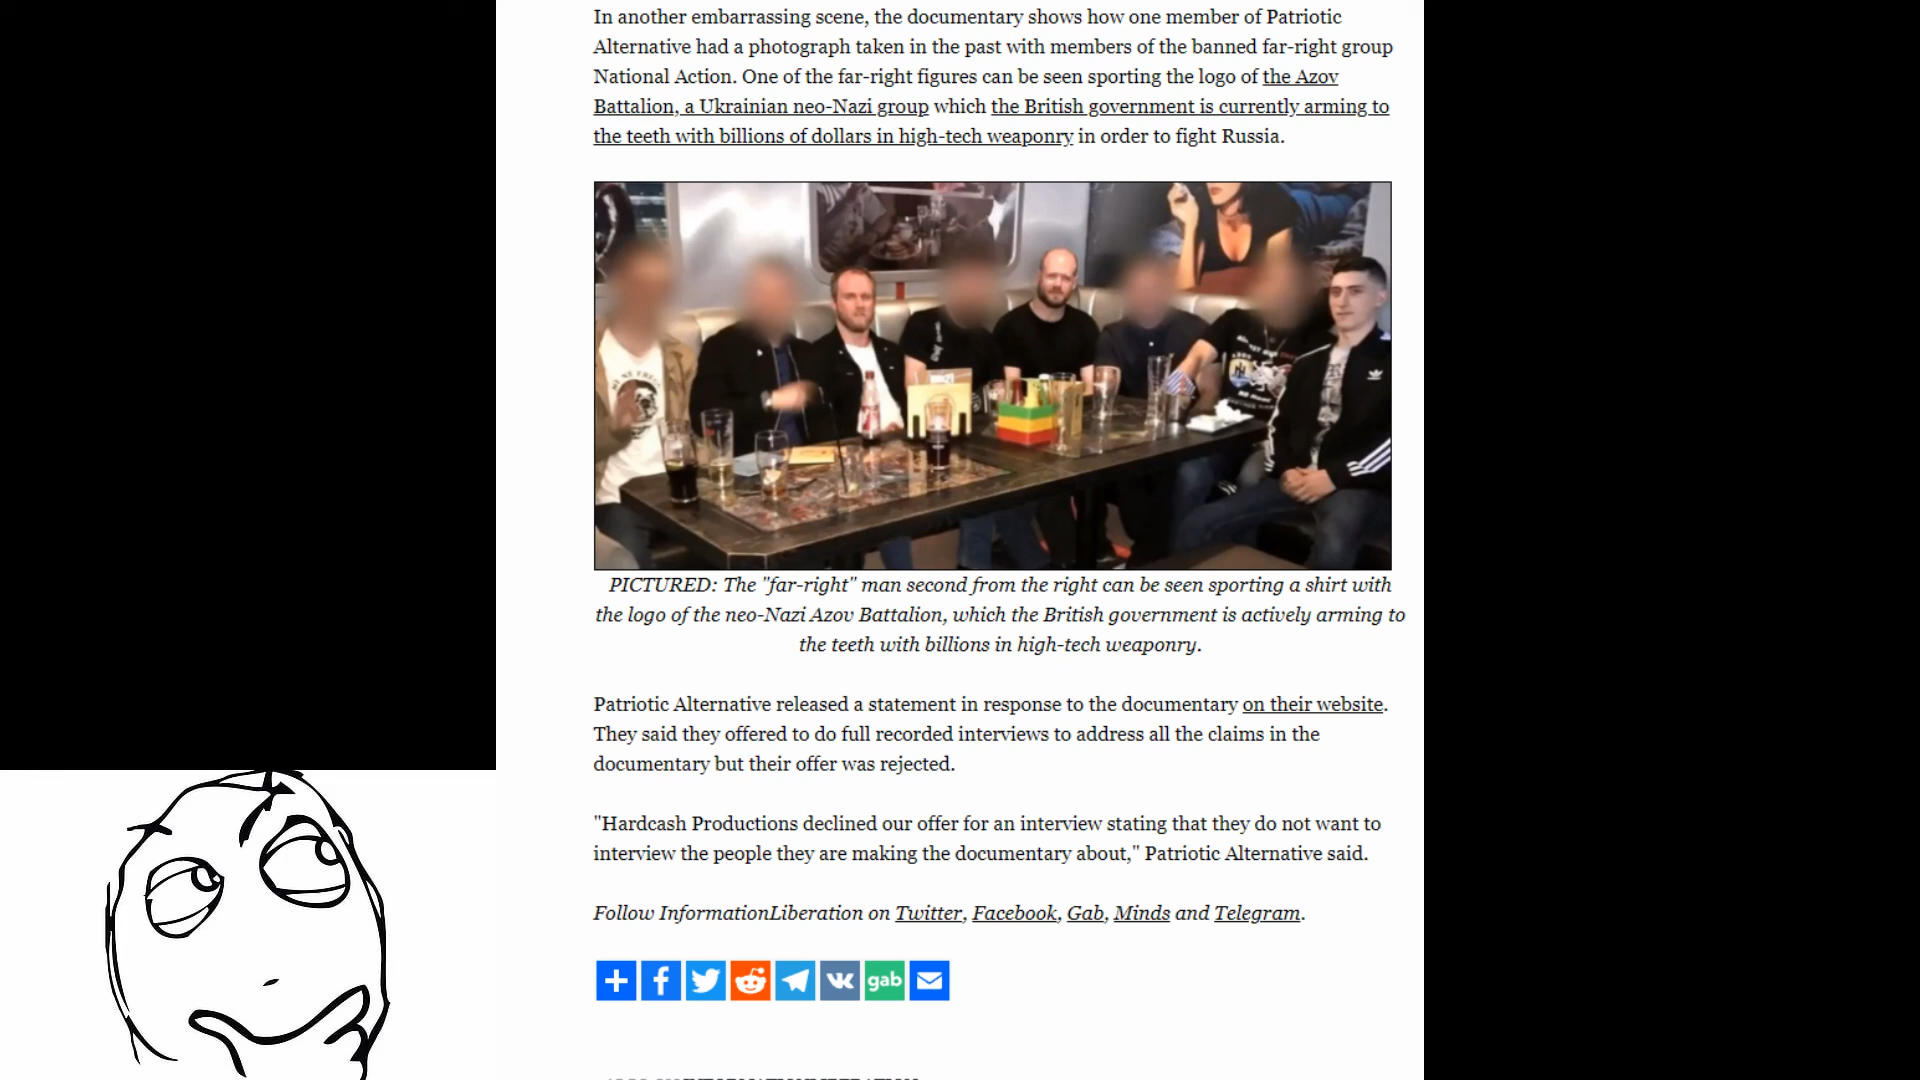 In another embarrassing scene, the documentary shows how one member of Patriotic
Alternative had a photograph taken in the past with members of the banned far-right group
National Action. One of the far-right figures can be seen sporting the logo of the Azov
Battalion, a Ukrainian neo-Nazi group which the British government is currently arming to
the teeth with billions of dollars in high-tech weaponry in order to fight Russia.
PICTURED: The "far-right" man second from the right can be seen sporting a shirt with
the logo of the neo-Nazi Azov Battalion, which the British government is actively arming to
the teeth with billions in high-tech weaponry.
Patriotic Alternative released a statement in response to the documentary on their website.
They said they offered to do full recorded interviews to address all the claims in the
documentary but their offer was rejected.
"Hardcash Productions declined our offer for an interview stating that they do not want to
interview the people they are making the documentary about," Patriotic Alternative said.
Follow InformationLiberation on Twitter, Facebook, Gab, Minds and Telegram.
gab